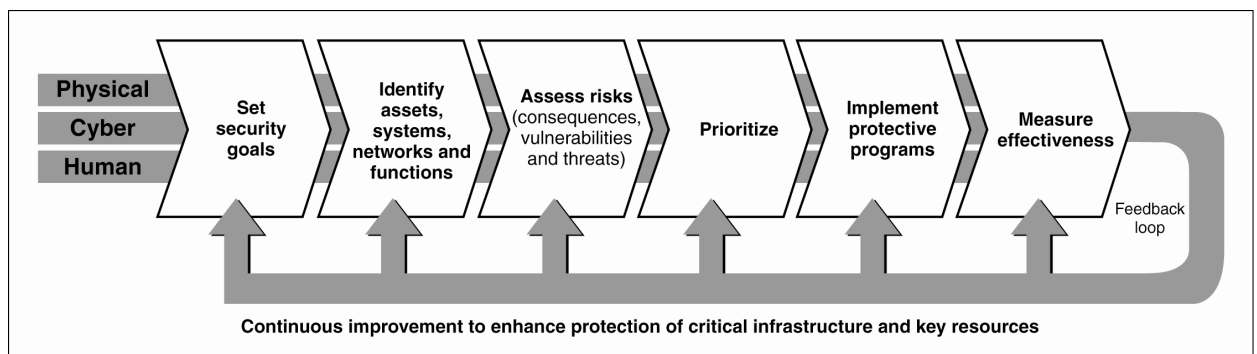 Physical
Cyber
Human
Set
security
goals
Identify
assets,
systems,
networks and
functions
Assess risks
(consequences,
vulnerabilities
and threats)
Prioritize
Implement
protective
programs
Measure
effectiveness
Feedback
loop
Continuous improvement to enhance protection of critical infrastructure and key resources